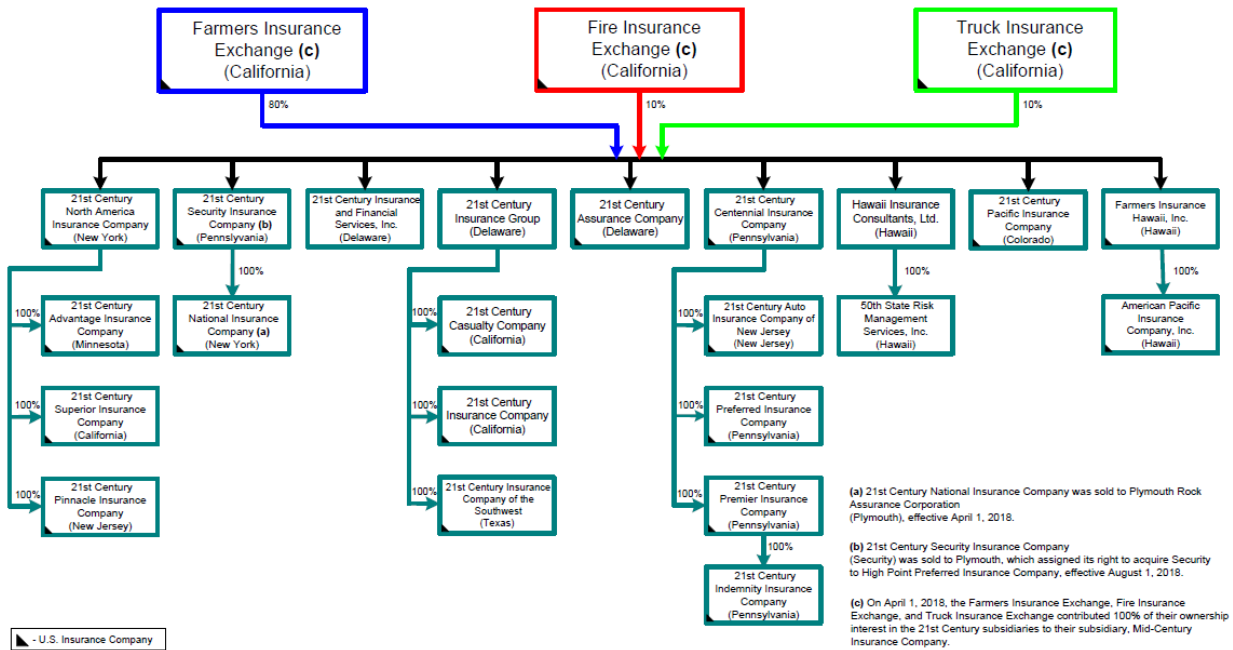 Farmers Insurance
Exchange (c)
(California)
Fire Insurance
Exchange (c)
(California)
Truck Insurance
Exchange (c)
(California)
80%
10%
10%
21st Century
North America
Insurance Company
(New York)
21st Century
Security Insurance
Company (b)
(Pennslyvania)
21st Century Insurance
and Financial
Services, Inc.
(Delaware)
21st Century
Insurance Group
(Delaware)
21st Century
Assurance Company
(Delaware)
21st Century
Centennial Insurance
Company
(Pennsylvania)
Hawaii Insurance
Consultants, Ltd.
(Hawaii)
21st Century
Pacific Insurance
Company
(Colorado)
Farmers Insurance
Hawaii, Inc.
(Hawaii)
100%
100%
100%
100%
21st Century
Advantage Insurance
Company
(Minnesota)
21st Century
National Insurance
Company (a)
(New York)
100%
21st Century
Casualty Company
(California)
100%
21st Century Auto
Insurance Company of
New Jersey
(New Jersey)
50th State Risk
Management
Services, Inc.
(Hawaii)
American Pacific
Insurance
Company, Inc.
(Hawaii)
100%
21st Century
Superior Insurance
Company
(California)
100%
21st Century
Insurance Company
(California)
100%
21st Century
Preferred Insurance
Company
(Pennsylvania)
100%
21st Century
Pinnacle Insurance
Company
(New Jersey)
100%
21st Century Insurance
Company of the
Southwest
(Texas)
100%
21st Century
Premier Insurance
Company
(Pennsylvania)
100%
21st Century
Indemnity Insurance
Company
(Pennsylvania)
(a) 21st Century National Insurance Company was sold to Plymouth Rock
Assurance Corporation
(Plymouth), effective April 1, 2018.
(b) 21st Century Security Insurance Company
(Security) was sold to Plymouth, which assigned its right to acquire Security
to High Point Preferred Insurance Company, effective August 1, 2018.
(c) On April 1, 2018, the Farmers Insurance Exchange, Fire Insurance
Exchange, and Truck Insurance Exchange contributed 100% of their ownership
interest in the 21st Century subsidiaries to their subsidiary, Mid-Century
Insurance Company.
- U.S. Insurance Company